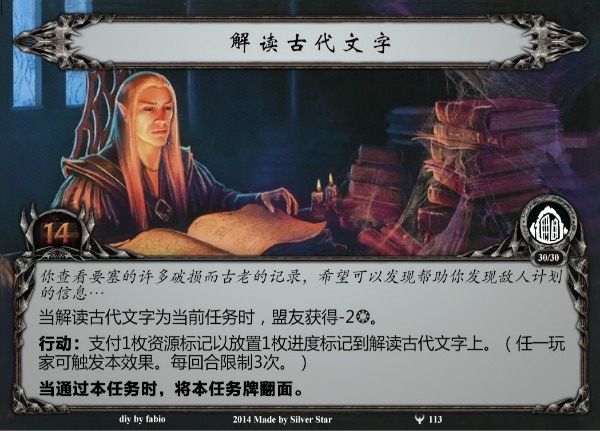 解读古代文字
14
30/30
你查看要塞的许多破损而古老的记录，希望可以发现帮助你发现敌人计划
的信息…
当解读古代文字为当前任务时，盟友获得-2。
行动：支付1枚资源标记以放置1枚进度标记到解读古代文字上。（任一玩
家可触发本效果。每回合限制3次。）
当通过本任务时，将本任务牌翻面。
diy by fabio 2014 Made by Silver Star 113